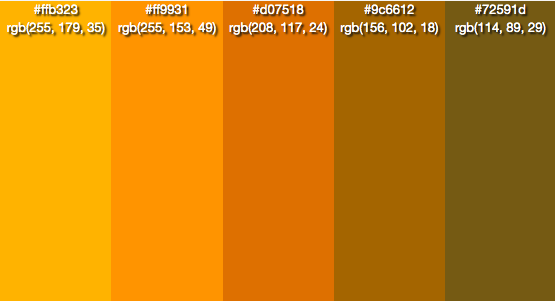 #ffb323
rgb(255, 179, 35)
#ff9931
rgb(255, 153, 49)
#d07518
rgb(208, 117, 24)
#9c6612
rgb(156, 102, 18)
#72591d
rgb(114, 89, 29)